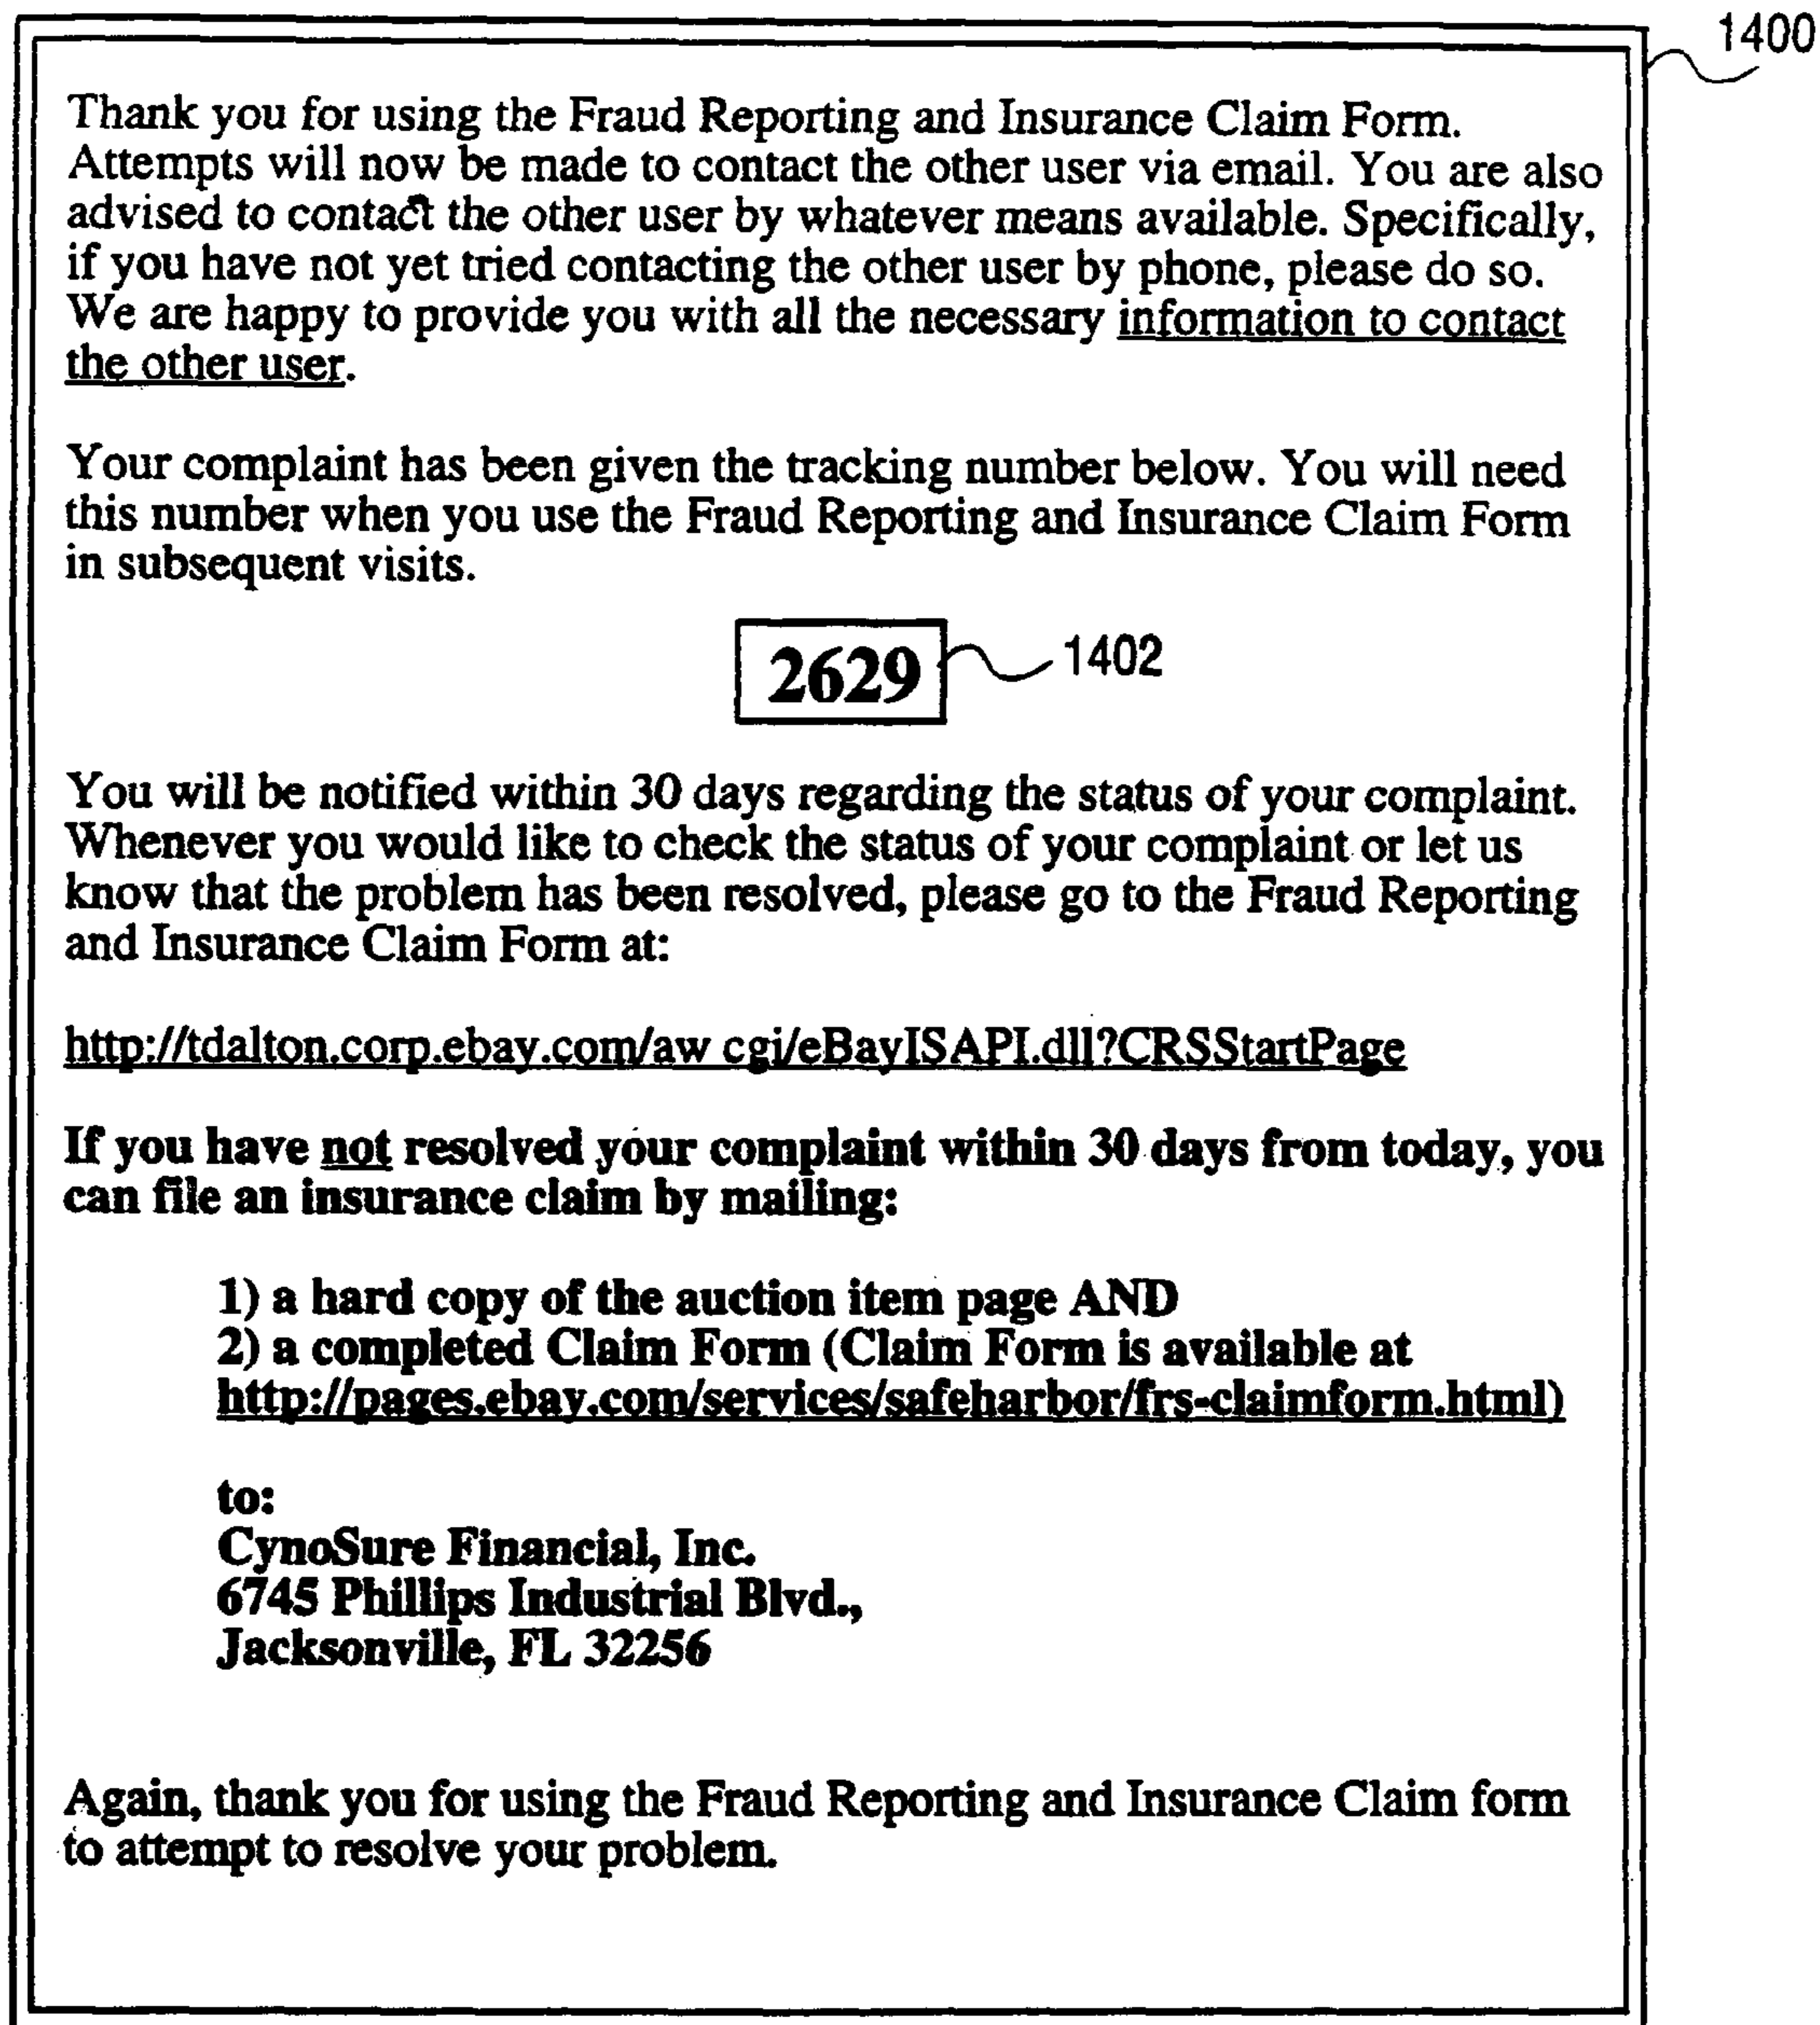 1400
Thank you for using the Fraud Reporting and Insurance Claim Form.
Attempts will now be made to contact the other user via email. You are also
advised to contact the other user by whatever means available. Specifically,
if you have not yet tried contacting the other user by phone, please do so.
We are happy to provide you with all the necessary information to contact
the other user.
Your complaint has been given the tracking number below. You will need
this number when you use the Fraud Reporting and Insurance Claim Form
in subsequent visits.
2629 1402
You will be notified within 30 days regarding the status of your complaint.
Whenever you would like to check the status of your complaint or let us
know that the problem has been resolved, please go to the Fraud Reporting
and Insurance Claim Form at:
http://tdalton.corp.ebay.com/aw cgi/eBayISAPI.dll?CRSStartPage
If you have not resolved your complaint within 30 days from today, you
can file an insurance claim by mailing:
1) a hard copy of the auction item page AND
2) a completed Claim Form (Claim Form is available at
http://pages.ebay.com/services/safeharbor/frs-claimform.html)
to:
CynoSure Financial, Inc.
6745 Phillips Industrial Blvd.,
Jacksonville, FL 32256
Again, thank you for using the Fraud Reporting and Insurance Claim form
to attempt to resolve your problem.